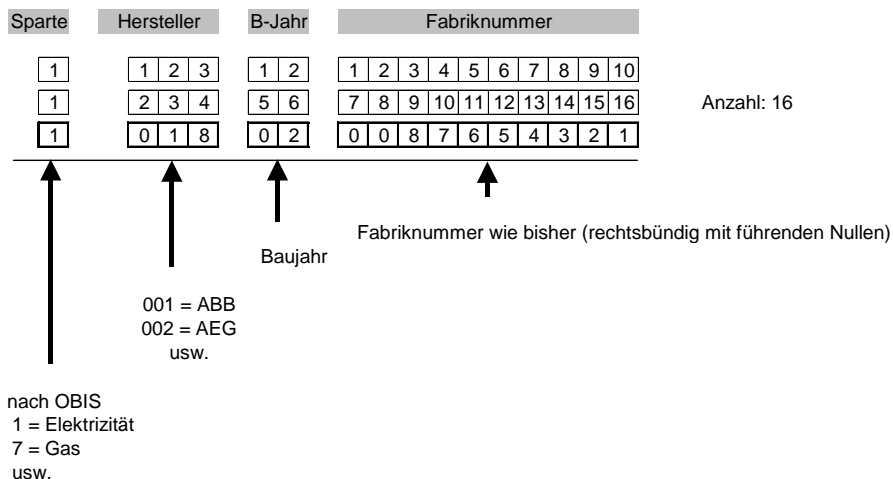 Sparte Hersteller B-Jahr Fabriknummer
1 1 2 3 1 2 1 2 3 4 5 6 7 8 9 10
1 2 3 4 5 6 7 8 9 10 11 12 13 14 15 16 Anzahl: 16
1 0 1 8 0 2 0 0 8 7 6 5 4 3 2 1
Fabriknummer wie bisher (rechtsbündig mit führenden Nullen)
Baujahr
001 = ABB
002 = AEG
usw.
nach OBIS
1 = Elektrizität
7 = Gas
usw.